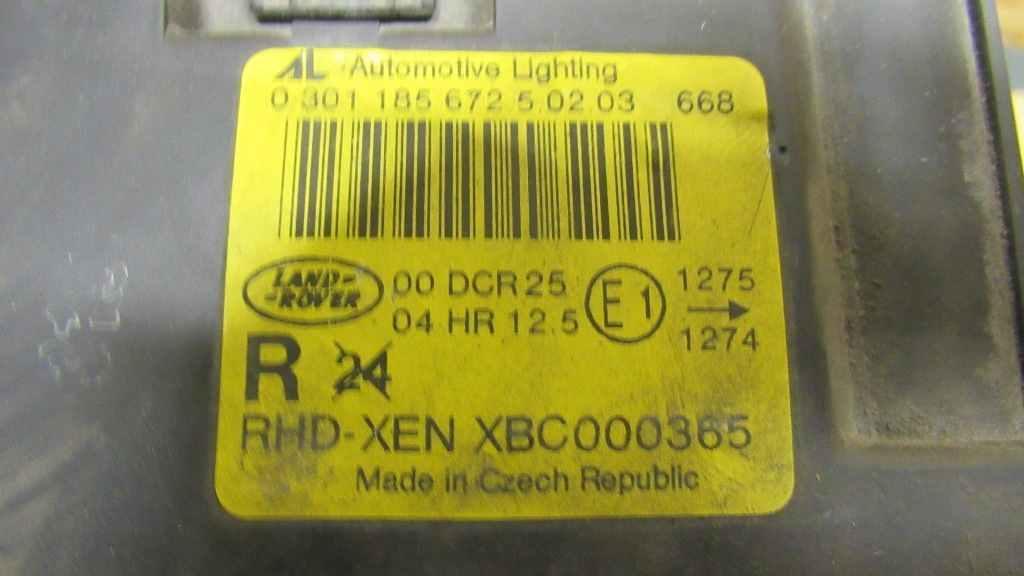 AL Automotive Lighting
0 301 185 672 5.02.03 668
LAND-
-ROVER
00 DCR 25
04 HR 12.5
E1
1275
1274
R 24
RHD-XEN XBC000365
Made in Czech Republic